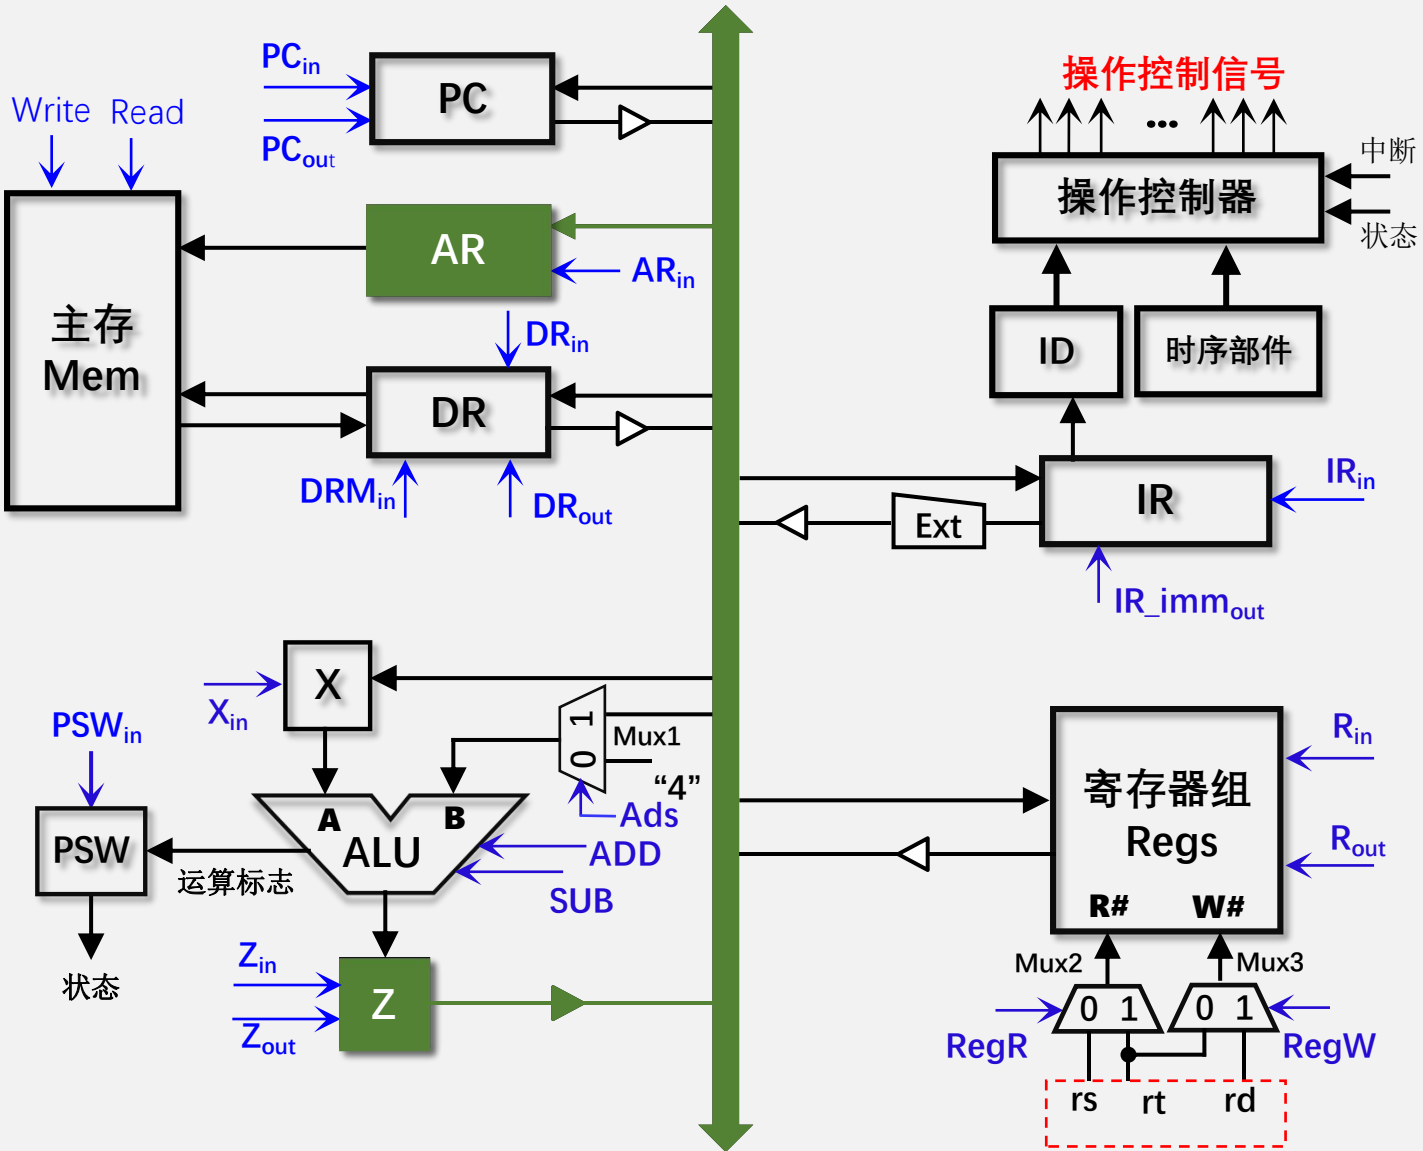 PCin
PC
PCout
Write
Read
操作控制信号
...
中断
操作控制器
状态
AR
ARin
主存
Mem
DRin
DR
DRMin
DRout
ID
时序部件
IR
IRin
Ext
IR_immout
X
Xin
PSWin
1
0
Mux1
“4”
Ads
A
B
ALU
ADD
SUB
PSW
运算标志
状态
Zin
Z
Zout
寄存器组
Regs
Rin
Rout
R#
W#
Mux2
Mux3
0 1
0 1
RegR
RegW
rs
rt
rd